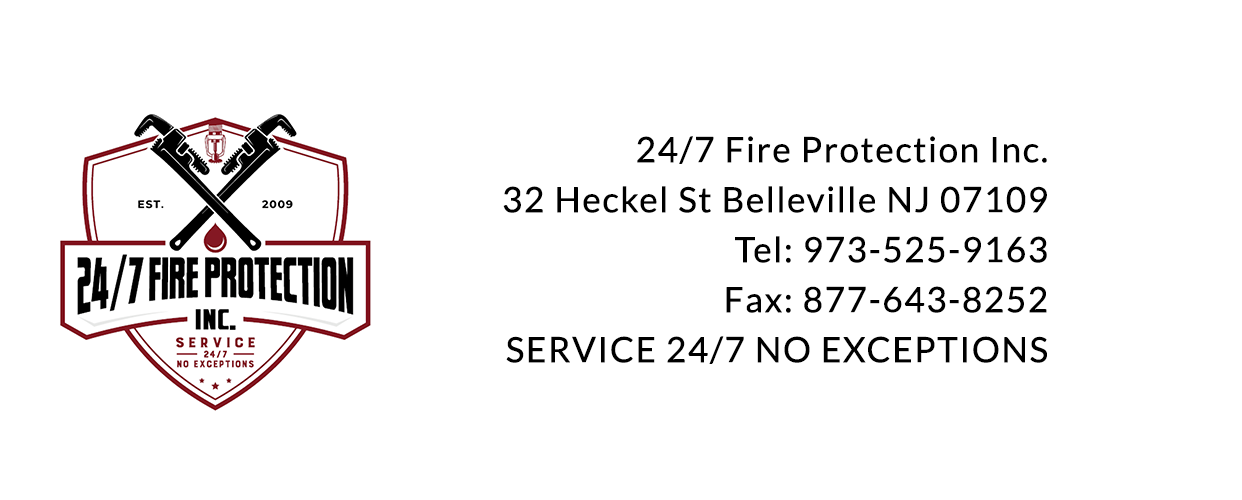 EST. 2009
24/7 FIRE PROTECTION
INC.
SERVICE
24/7
NO EXCEPTIONS
24/7 Fire Protection Inc.
32 Heckel St Belleville NJ 07109
Tel: 973-525-9163
Fax: 877-643-8252
SERVICE 24/7 NO EXCEPTIONS